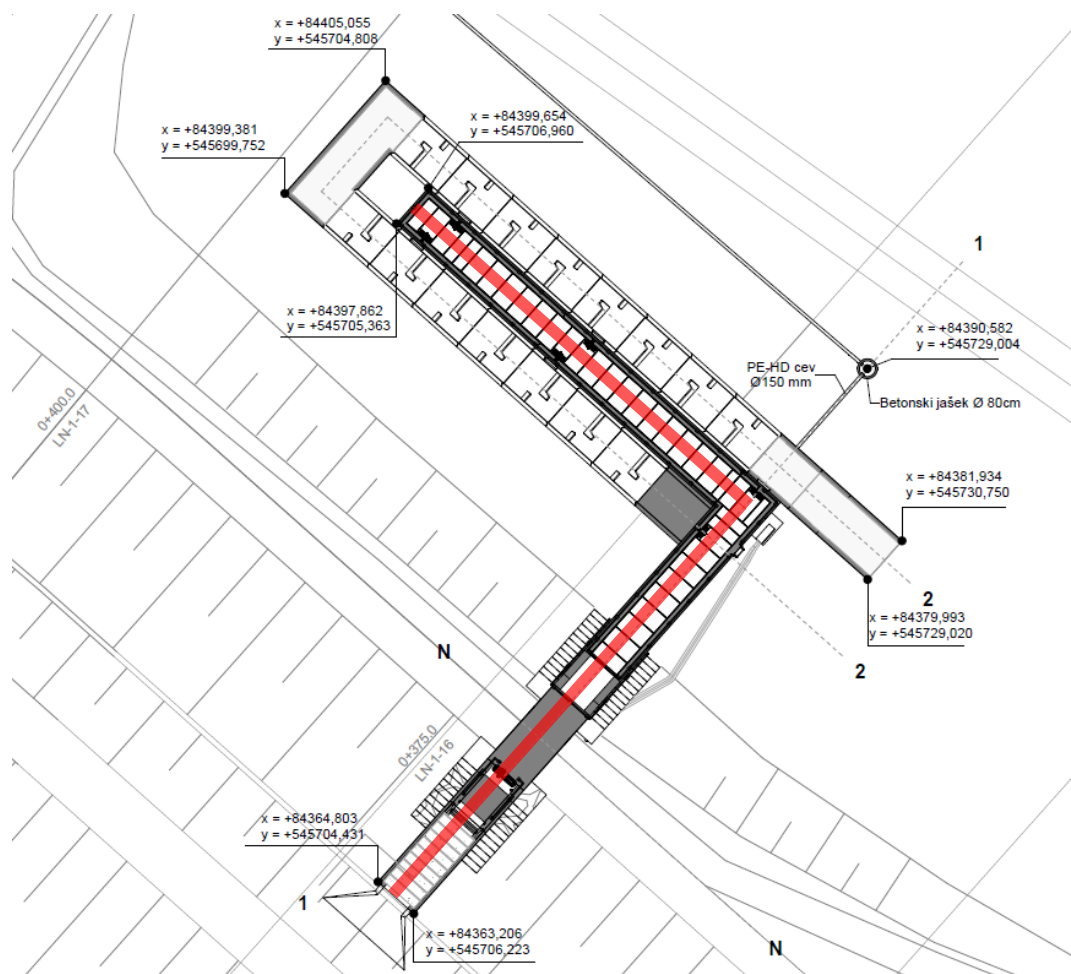 x = +84405,055
y = +545704,808
x = +84399,381
y = +545699,752
x = +84399,654
y = +545706,960
1
x = +84397,862
y = +545705,363
x = +84390,582
y = +545729,004
PE-HD cev
Ø150 mm
Betonski jašek Ø 80cm
0+400.0
LN-1-17
x = +84381,934
y = +545730,750
2
x = +84379,993
y = +545729,020
N
2
0+375.0
LN-1-16
x = +84364,803
y = +545704,431
1
x = +84363,206
y = +545706,223
N